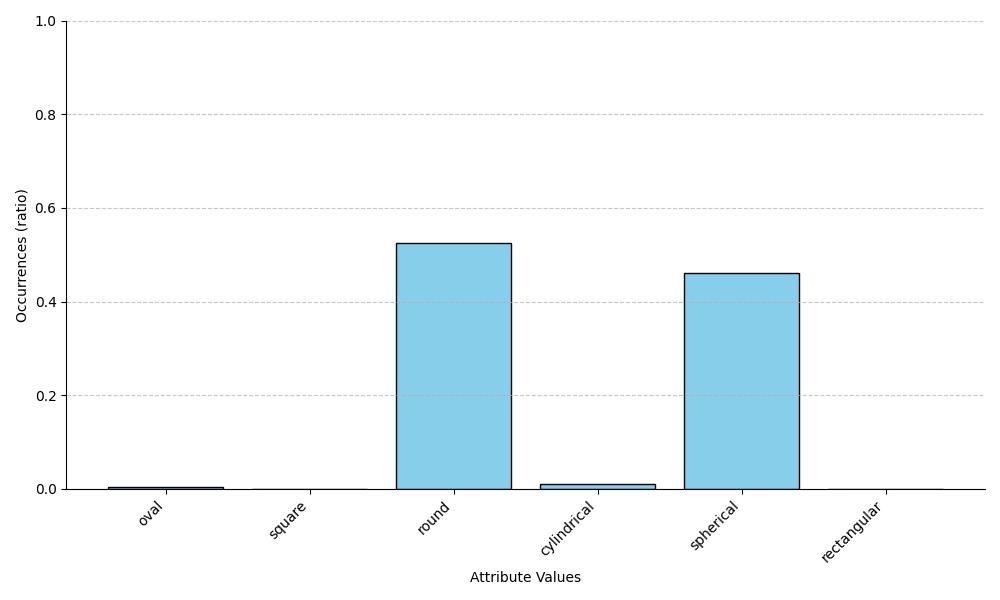 1.0
0.8
0.6
0.4
0.2
0.0
Occurrences (ratio)
oval
square
round
cylindrical
spherical
rectangular
Attribute Values